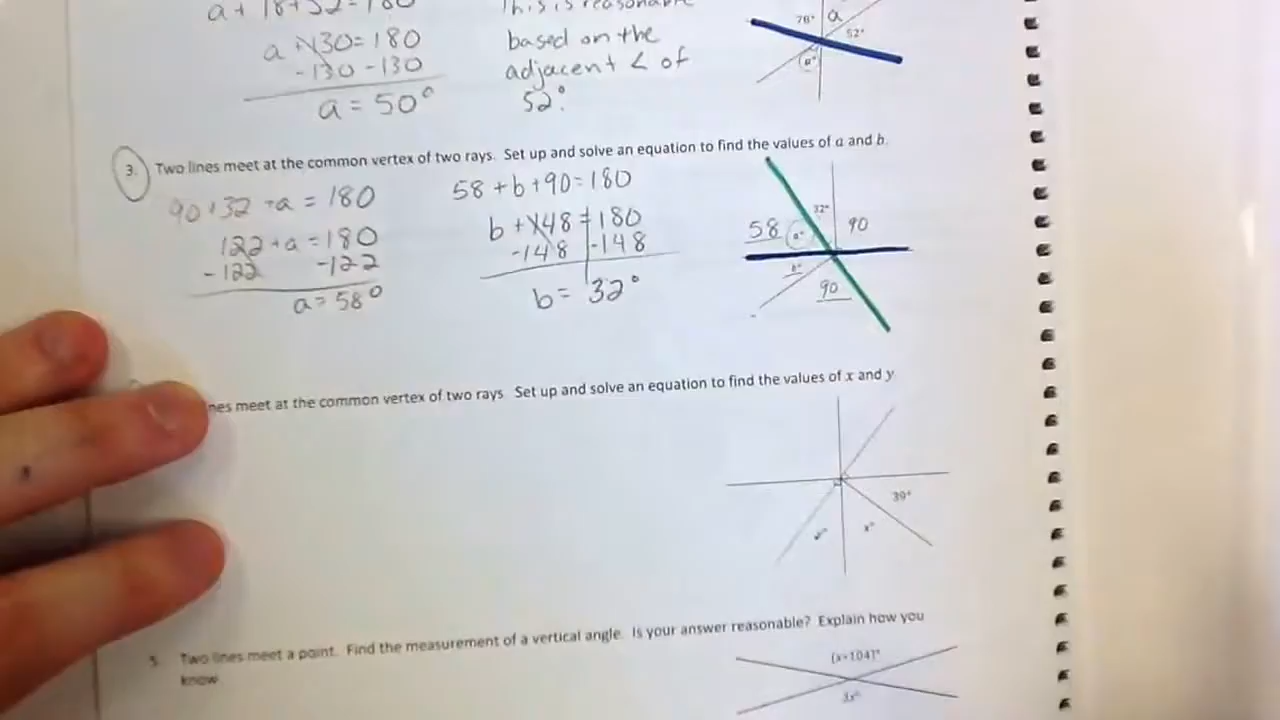 a + 18+32=180
a + 130 = 180
-130 -130
a = 50°
This is reasonable
based on the
adjacent < of
52°.
76° a
52°
a°
3. Two lines meet at the common vertex of two rays. Set up and solve an equation to find the values of a and b.
90+32 +a = 180
122+a = 180
-122 -122
a = 58°
58 + b + 90 = 180
b + 148 = 180
-148 -148
b = 32°
32° 90
58 a°
b°
90
nes meet at the common vertex of two rays. Set up and solve an equation to find the values of x and y
39°
x°
5. Two lines meet a point. Find the measurement of a vertical angle. Is your answer reasonable? Explain how you
know
(x+104)°
3x°